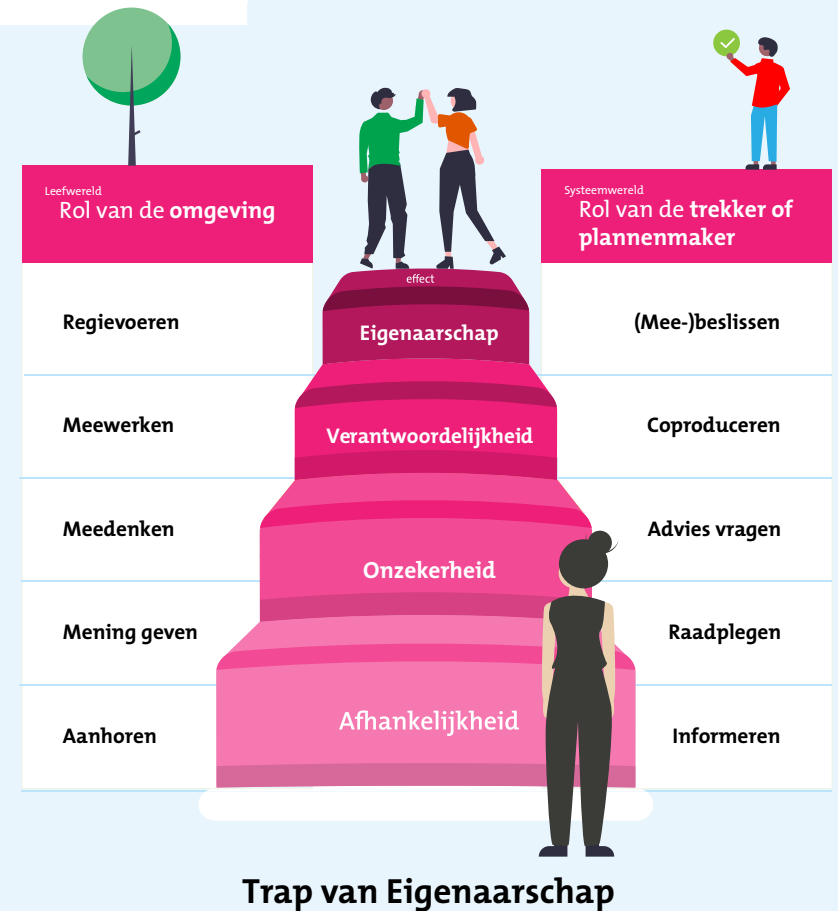 Leefwereld
Rol van de omgeving
Systeemwereld
Rol van de trekker of
plannenmaker
effect
Regievoeren
Eigenaarschap
(Mee-)beslissen
Meewerken
Verantwoordelijkheid
Coproduceren
Meedenken
Onzekerheid
Advies vragen
Mening geven
Raadplegen
Aanhoren
Afhankelijkheid
Informeren
Trap van Eigenaarschap